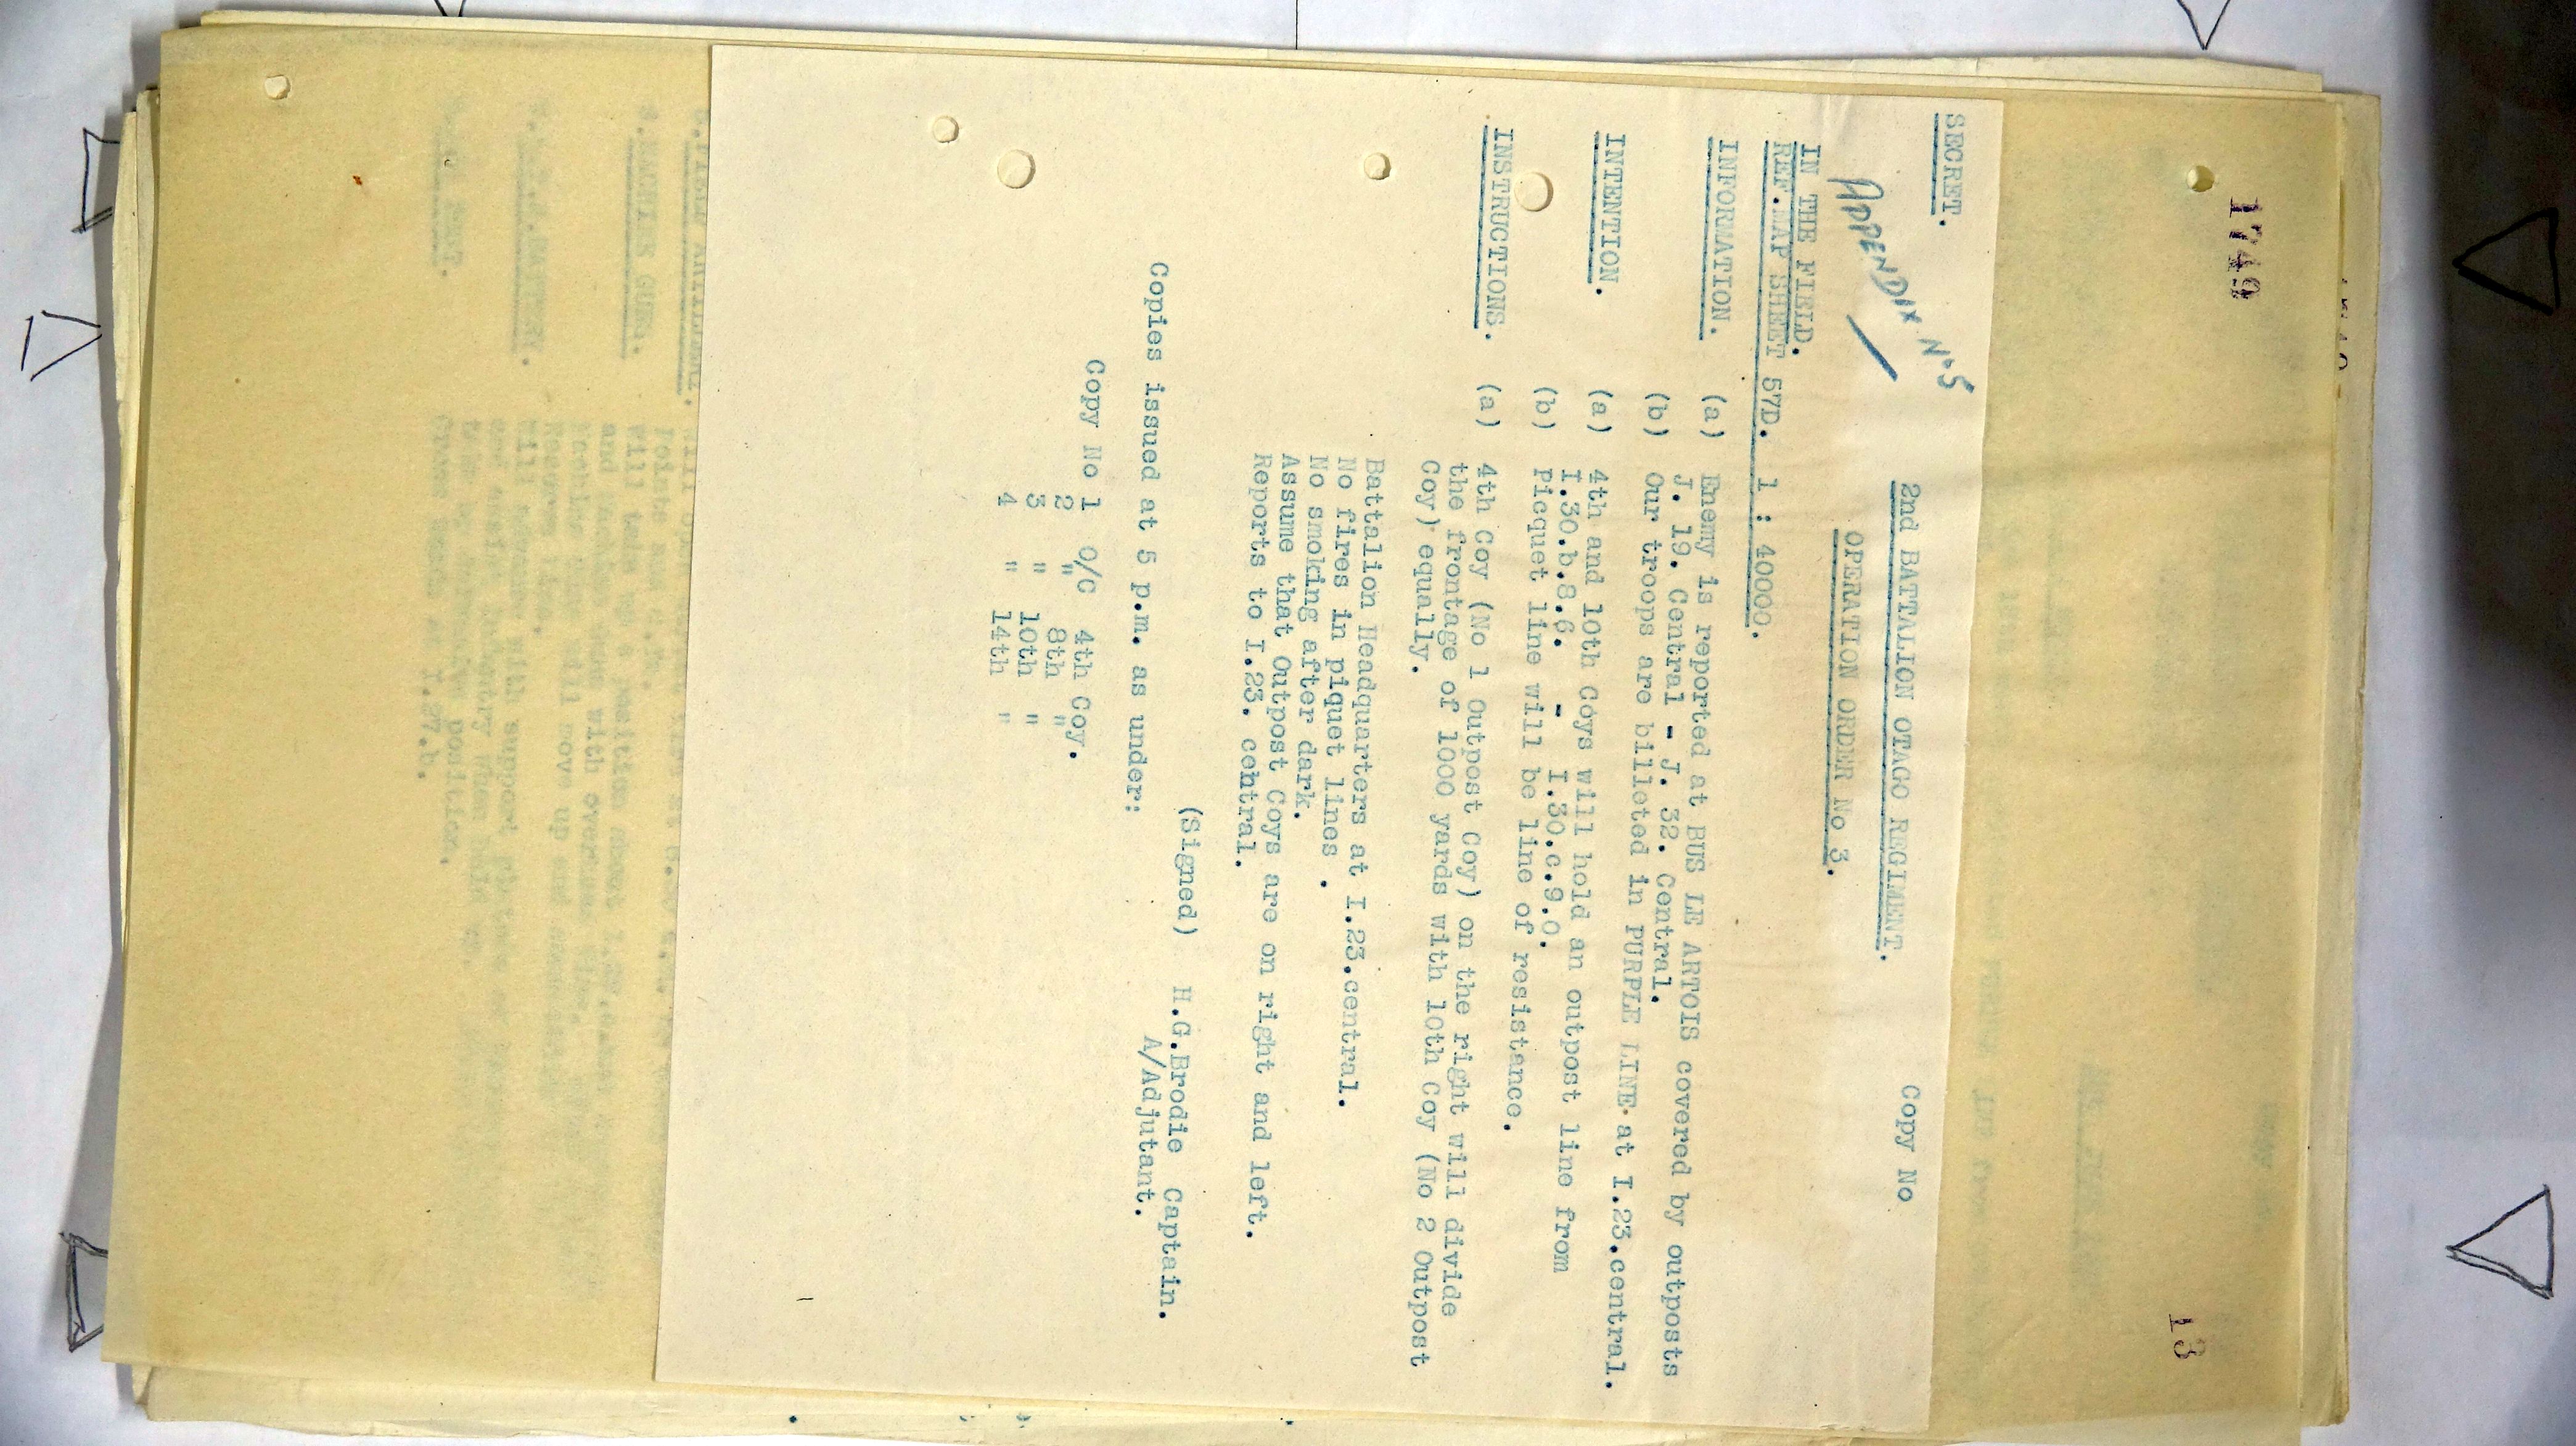 1749
13
SECRET.
Copy No
APPENDIX No 5
2nd BATTALION OTAGO REGIMENT.
OPERATION ORDER No 3.
IN THE FIELD.
REF.MAP SHEET 57D. 1 : 40000.
INFORMATION. (a) Enemy is reported at BUS LE ARTOIS covered by outposts
J. 19. Central - J. 32. Central.
(b) Our troops are billeted in PURPLE LINE at I.23.central.
INTENTION. (a) 4th and 10th Coys will hold an outpost line from
I.30.b.8.6. - I.30.c.9.0.
(b) Picquet line will be line of resistance.
INSTRUCTIONS. (a) 4th Coy (No 1 Outpost Coy) on the right will divide
the frontage of 1000 yards with 10th Coy (No 2 Outpost
Coy) equally.
Battalion Headquarters at I.23.central.
No fires in piquet lines .
No smoking after dark.
Assume that Outpost Coys are on right and left.
Reports to I.23. central.
(Signed) H.G.Brodie Captain.
A/Adjutant.
Copies issued at 5 p.m. as under:
Copy No 1 O/C 4th Coy.
2 " 8th "
3 " 10th "
4 " 14th "
S.MACHINE GUNS.